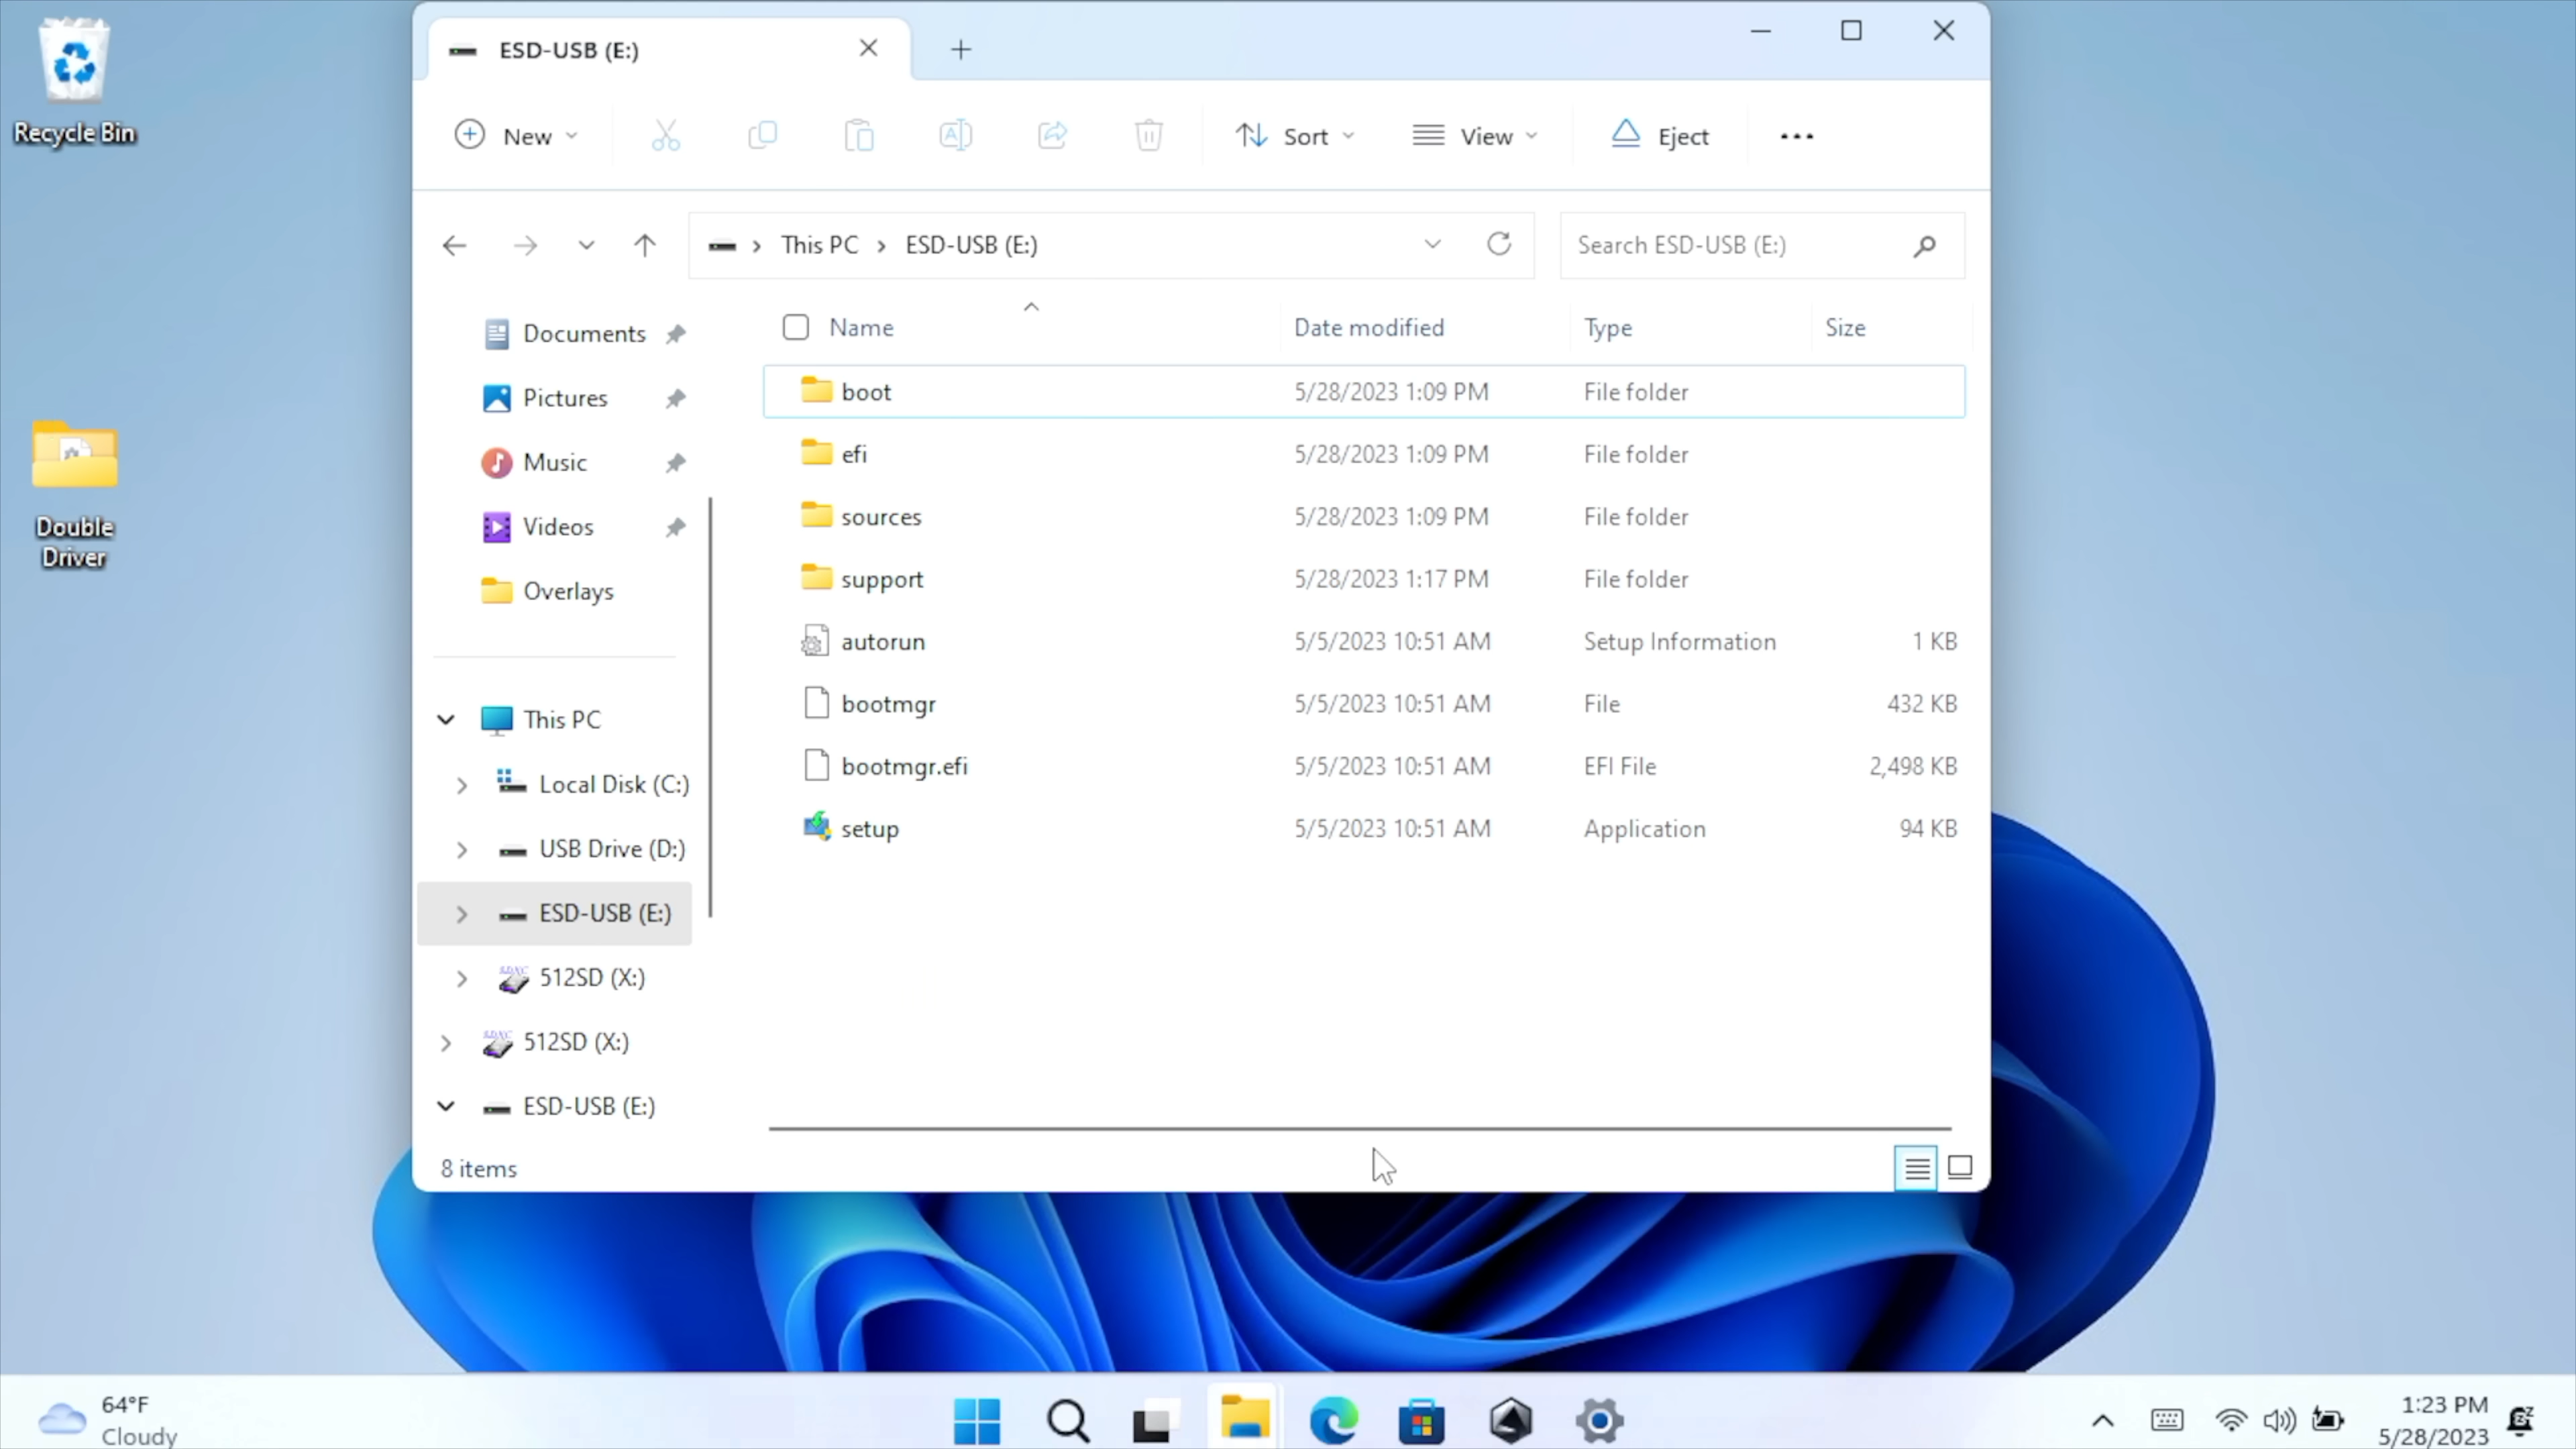 Recycle Bin
Double
Driver
ESD-USB (E:)
New
Sort
View
Eject
This PC
ESD-USB (E:)
Search ESD-USB (E:)
Documents
Pictures
Music
Videos
Overlays
This PC
Local Disk (C:)
USB Drive (D:)
ESD-USB (E:)
512SD (X:)
512SD (X:)
ESD-USB (E:)
Name Date modified Type Size
boot 5/28/2023 1:09 PM File folder
efi 5/28/2023 1:09 PM File folder
sources 5/28/2023 1:09 PM File folder
support 5/28/2023 1:17 PM File folder
autorun 5/5/2023 10:51 AM Setup Information 1 KB
bootmgr 5/5/2023 10:51 AM File 432 KB
bootmgr.efi 5/5/2023 10:51 AM EFI File 2,498 KB
setup 5/5/2023 10:51 AM Application 94 KB
8 items
64°F
Cloudy
1:23 PM
5/28/2023